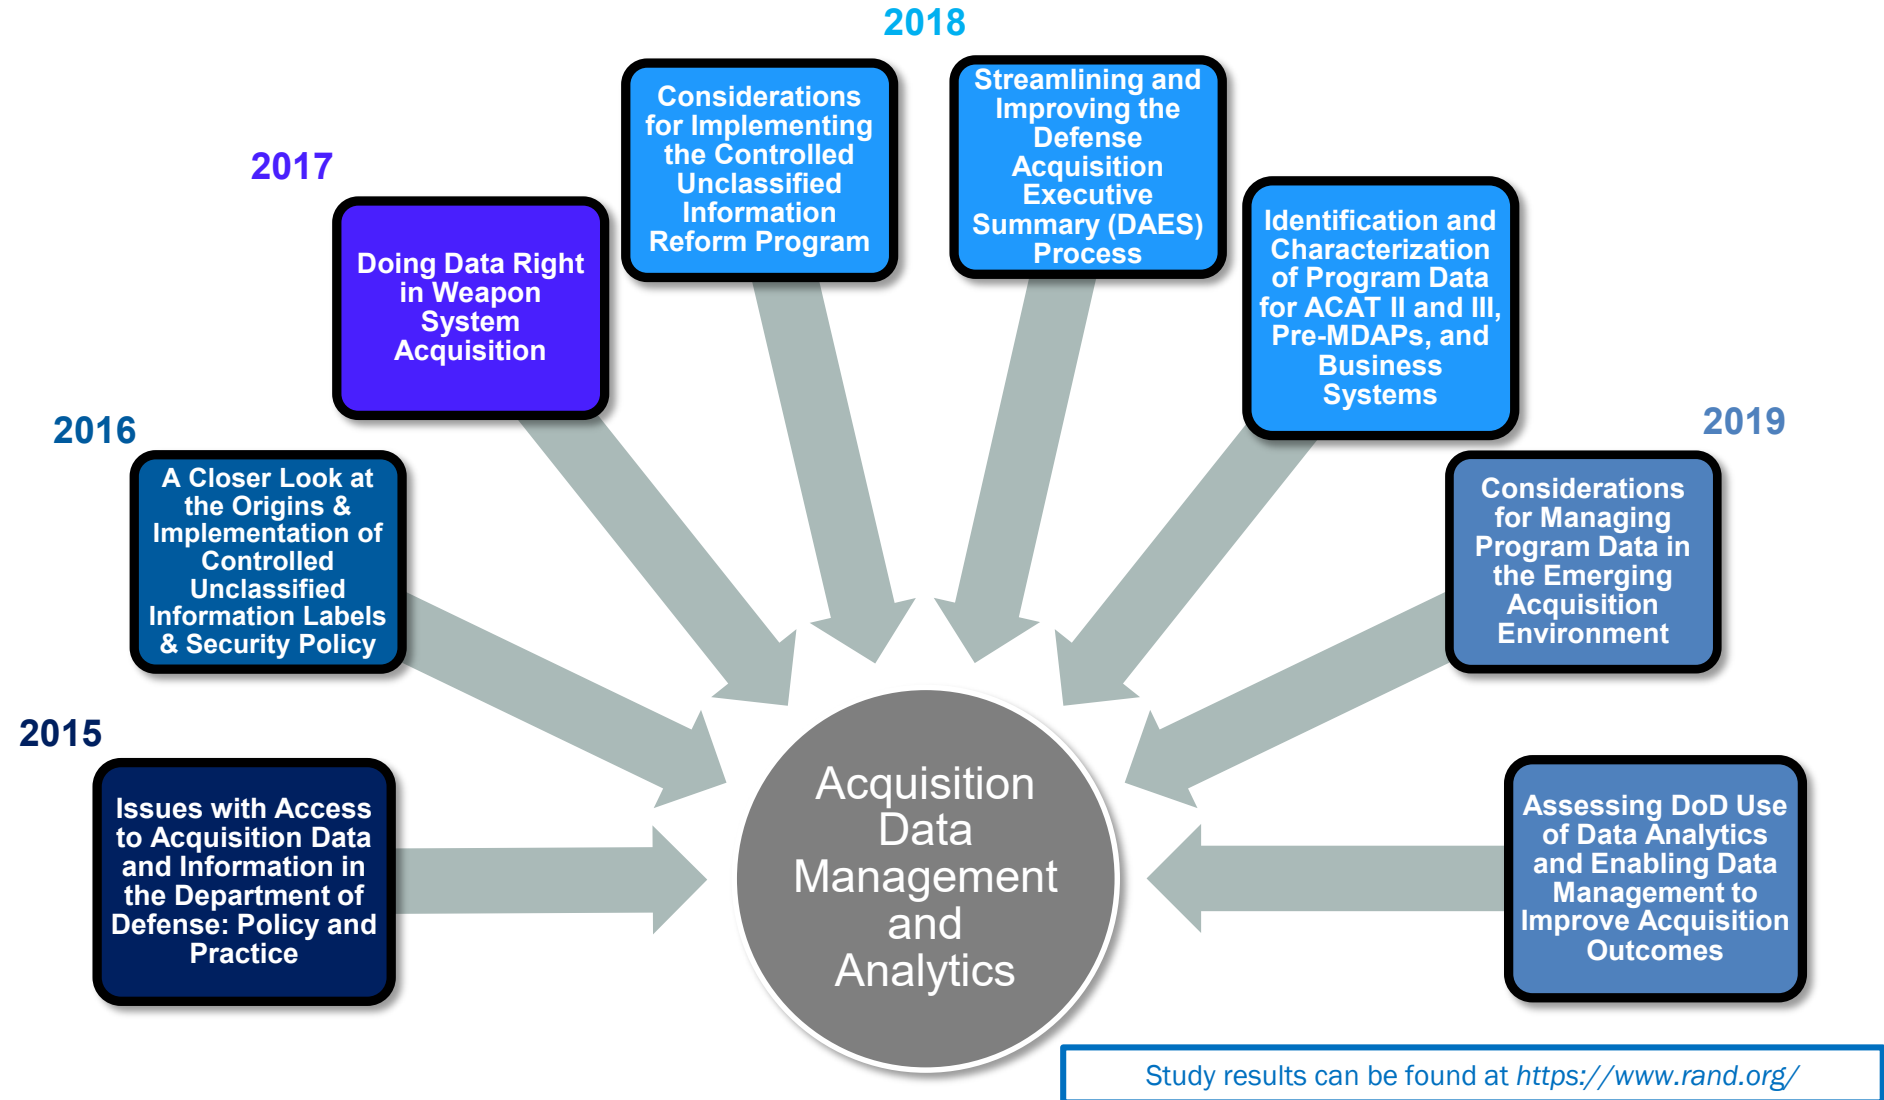 2015
Issues with Access
to Acquisition Data
and Information in
the Department of
Defense: Policy and
Practice
2016
A Closer Look at
the Origins &
Implementation of
Controlled
Unclassified
Information Labels
& Security Policy
2017
Doing Data Right
in Weapon
System
Acquisition
2018
Considerations
for Implementing
the Controlled
Unclassified
Information
Reform Program
Streamlining and
Improving the
Defense
Acquisition
Executive
Summary (DAES)
Process
Identification and
Characterization
of Program Data
for ACAT II and III,
Pre-MDAPs, and
Business
Systems
2019
Considerations
for Managing
Program Data in
the Emerging
Acquisition
Environment
Assessing DoD Use
of Data Analytics
and Enabling Data
Management to
Improve Acquisition
Outcomes
Acquisition
Data
Management
and
Analytics
Study results can be found at https://www.rand.org/